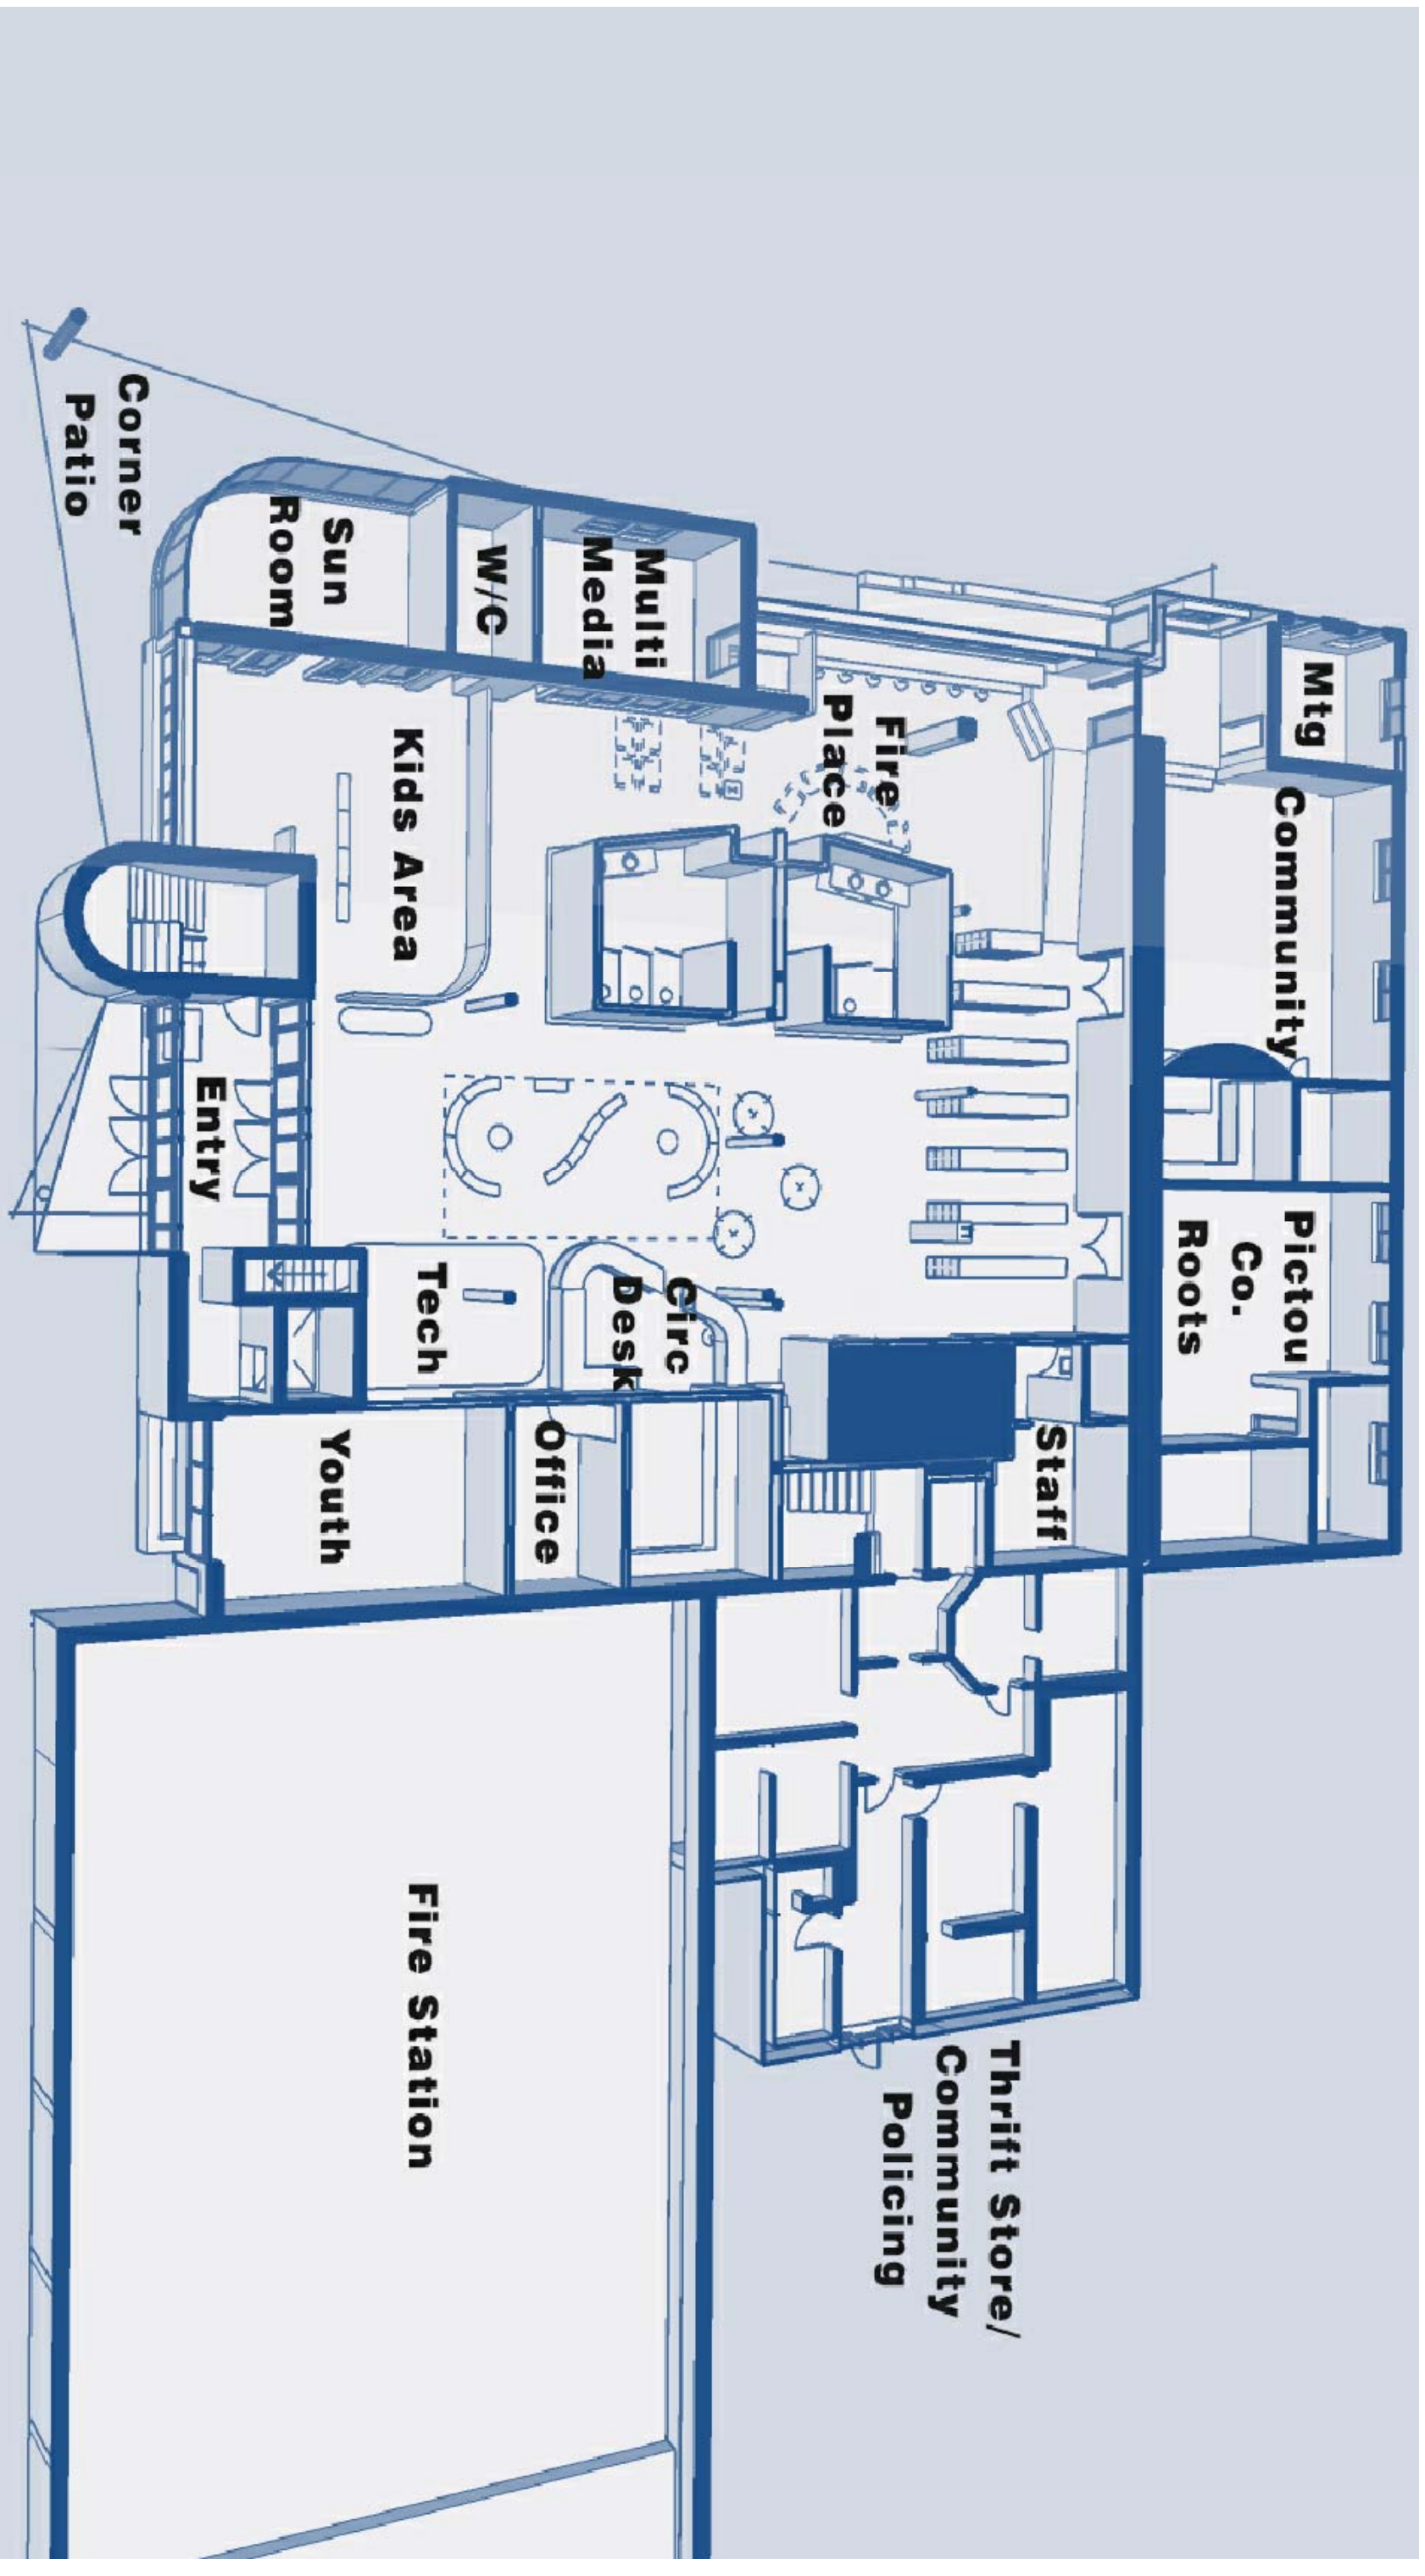 Mtg
Community
Pictou
Co.
Roots
Fire
Place
Staff
Thrift Store/
Community
Policing
Multi
Media
Circ
Desk
W/C
Office
Sun
Room
Kids Area
Tech
Youth
Fire Station
Entry
Corner
Patio